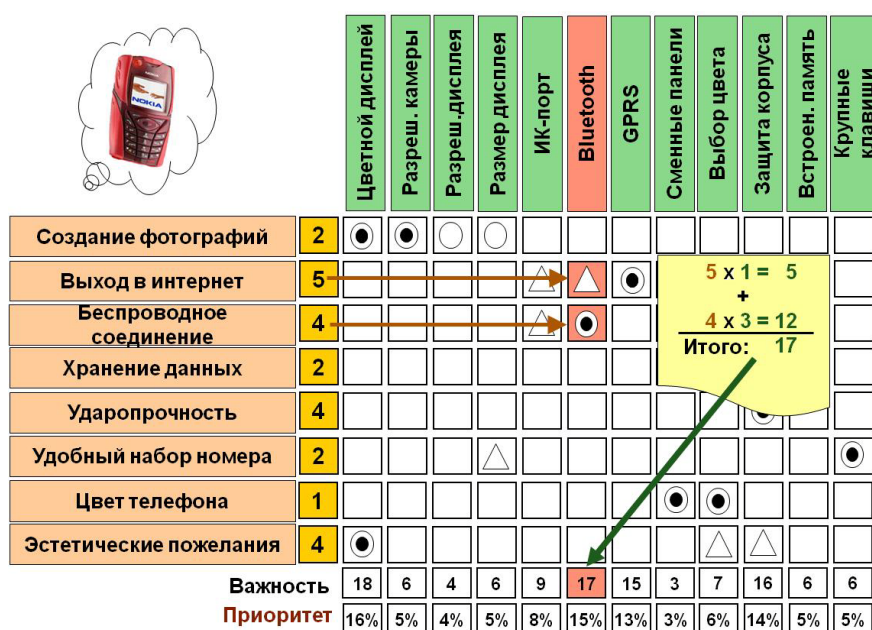 Цветной дисплей
Разреш. камеры
Разреш.дисплея
Размер дисплея
ИК-порт
Bluetooth
GPRS
Сменные панели
Выбор цвета
Защита корпуса
Встроен. память
Крупные
клавиши
NOKIA
Создание фотографий 2
Выход в интернет 5
Беспроводное
соединение 4
Хранение данных 2
Ударопрочность 4
Удобный набор номера 2
Цвет телефона 1
Эстетические пожелания 4
5 x 1 = 5
+
4 x 3 = 12
Итого: 17
Важность 18 6 4 6 9 17 15 3 7 16 6 6
Приоритет 16% 5% 4% 5% 8% 15% 13% 3% 6% 14% 5% 5%